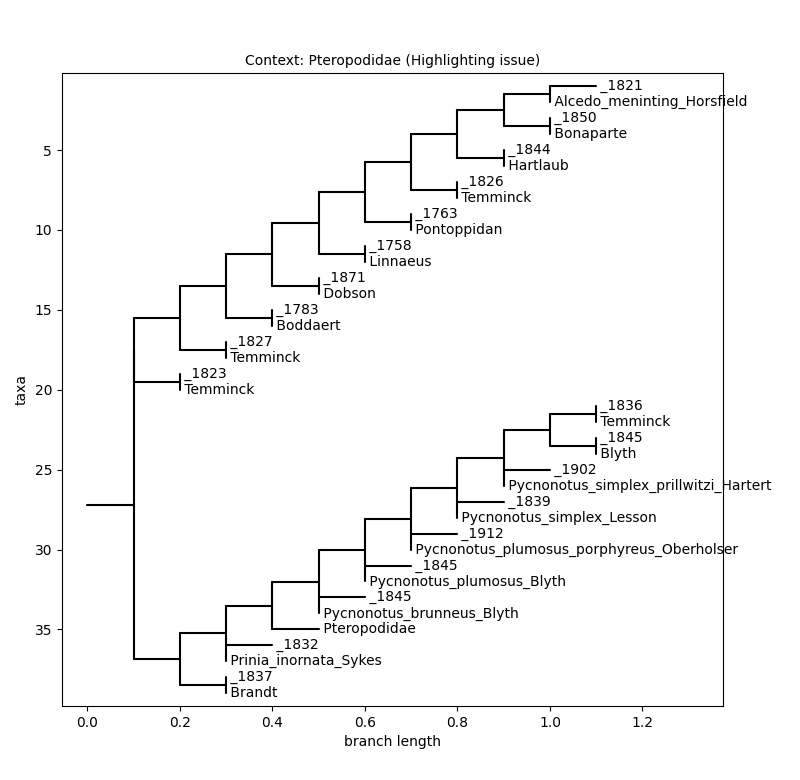 Context: Pteropodidae (Highlighting issue)
_1821
Alcedo_meninting_Horsfield
_1850
Bonaparte
_1844
Hartlaub
_1826
Temminck
_1763
Pontoppidan
_1758
Linnaeus
_1871
Dobson
_1783
Boddaert
_1827
Temminck
_1823
Temminck
_1836
Temminck
_1845
Blyth
_1902
Pycnonotus_simplex_prillwitzi_Hartert
_1839
Pycnonotus_simplex_Lesson
_1912
Pycnonotus_plumosus_porphyreus_Oberholser
_1845
Pycnonotus_plumosus_Blyth
_1845
Pycnonotus_brunneus_Blyth
Pteropodidae
_1832
Prinia_inornata_Sykes
_1837
Brandt
5
10
15
20
25
30
35
taxa
0.0 0.2 0.4 0.6 0.8 1.0 1.2
branch length